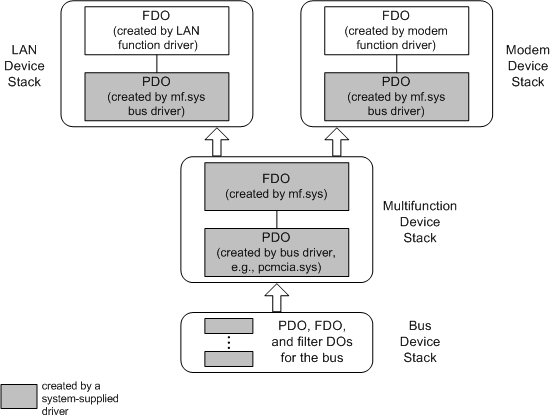 LAN
Device
Stack
FDO
(created by LAN
function driver)
PDO
(created by mf.sys
bus driver)
FDO
(created by modem
function driver)
PDO
(created by mf.sys
bus driver)
Modem
Device
Stack
FDO
(created by mf.sys)
PDO
(created by bus driver,
e.g., pcmcia.sys)
Multifunction
Device
Stack
PDO, FDO,
and filter DOs
for the bus
Bus
Device
Stack
created by a
system-supplied
driver